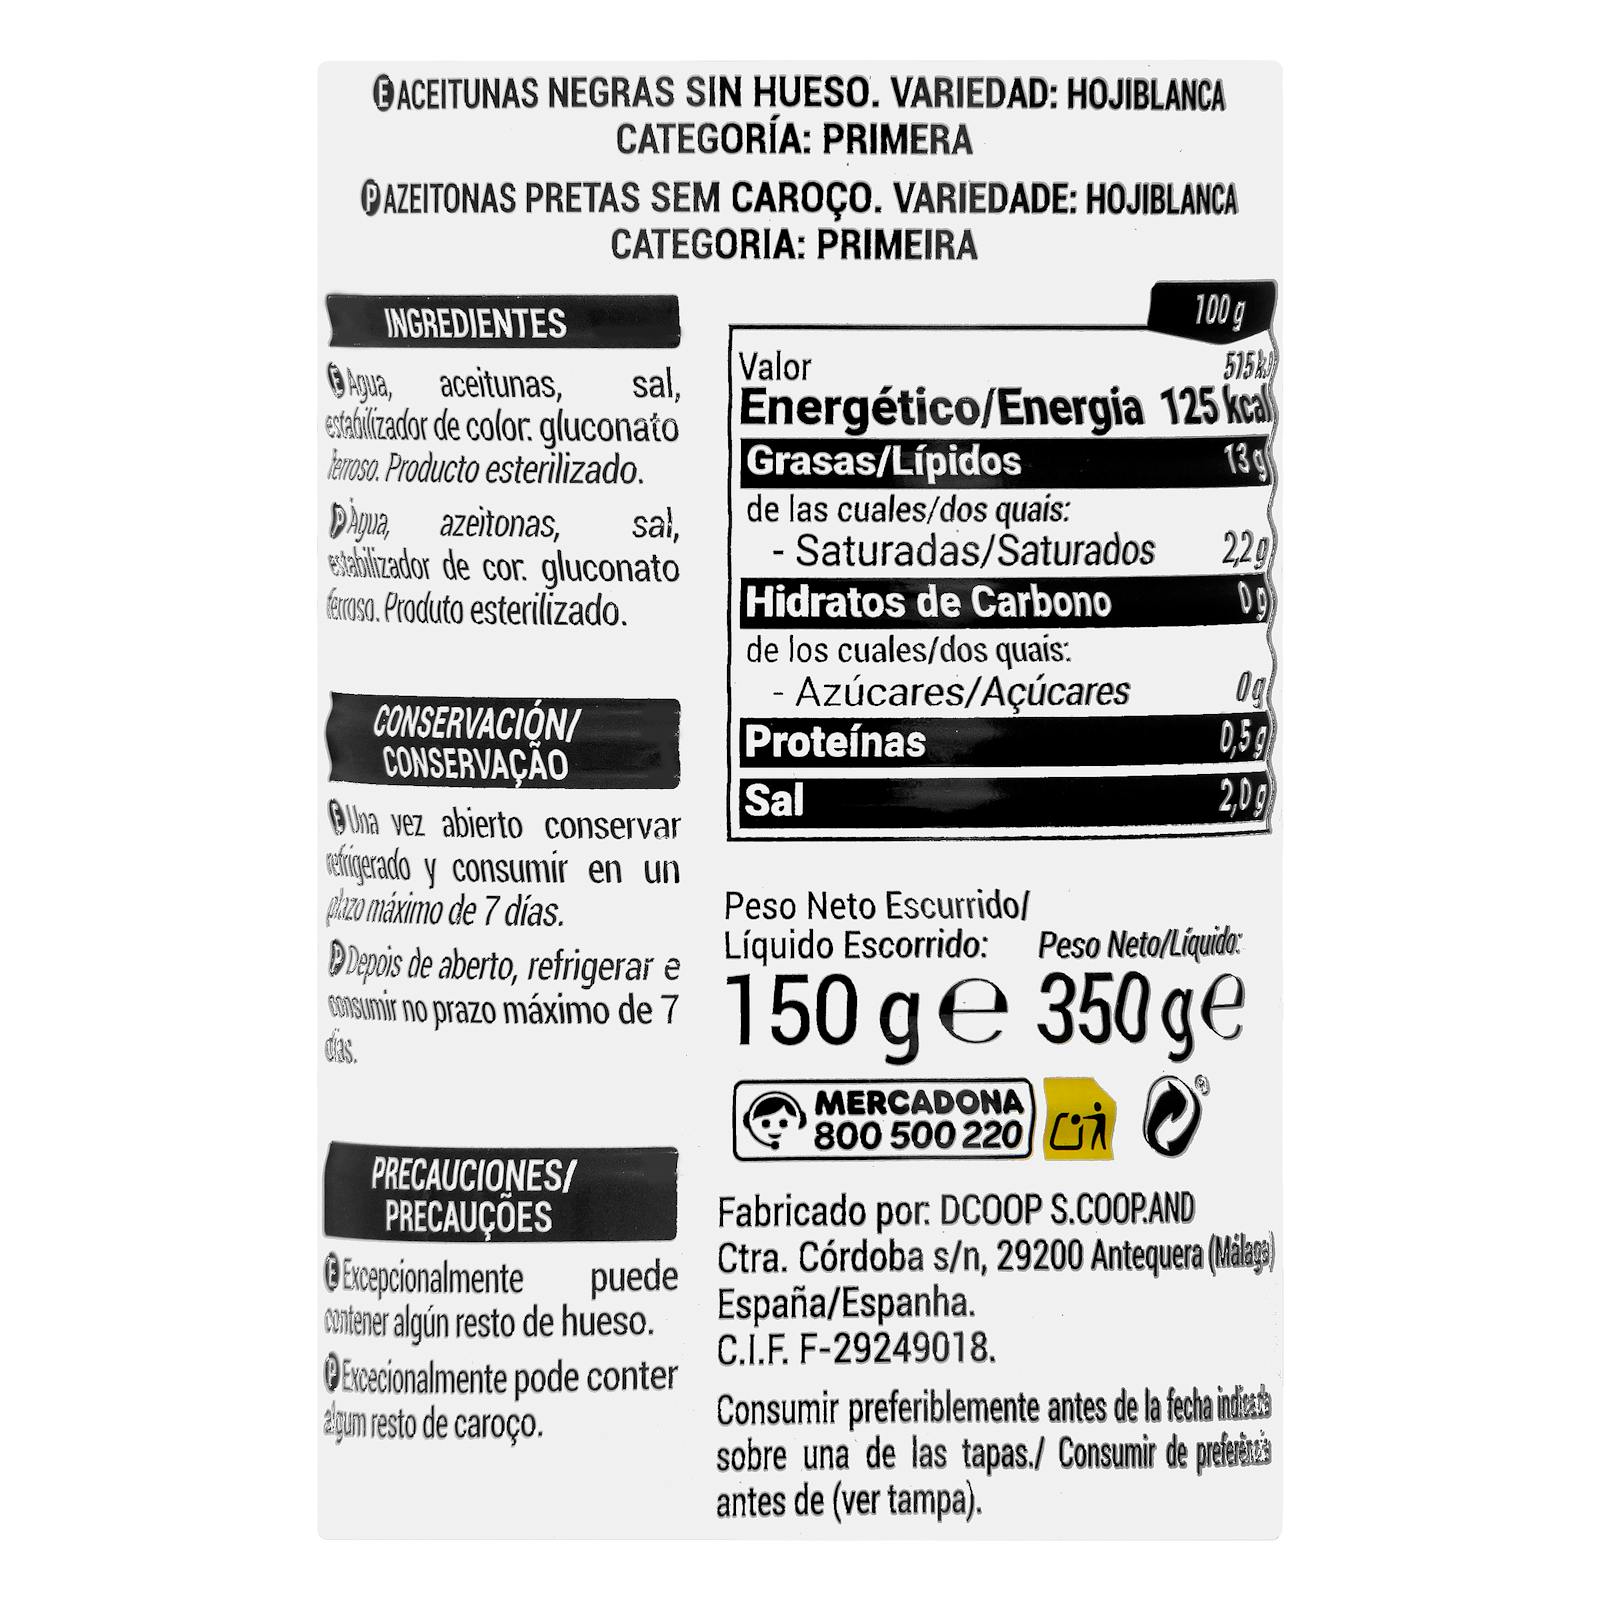 E ACEITUNAS NEGRAS SIN HUESO. VARIEDAD: HOJIBLANCA
CATEGORÍA: PRIMERA
P AZEITONAS PRETAS SEM CAROÇO. VARIEDADE: HOJIBLANCA
CATEGORIA: PRIMEIRA
INGREDIENTES
E Agua, aceitunas, sal,
estabilizador de color: gluconato
ferroso. Producto esterilizado.
P Água, azeitonas, sal,
estabilizador de cor: gluconato
ferroso. Produto esterilizado.
CONSERVACIÓN/
CONSERVAÇÃO
E Una vez abierto conservar
refrigerado y consumir en un
plazo máximo de 7 días.
P Depois de aberto, refrigerar e
consumir no prazo máximo de 7
dias.
PRECAUCIONES/
PRECAUÇÕES
E Excepcionalmente puede
contener algún resto de hueso.
P Excecionalmente pode conter
algum resto de caroço.
100 g
Valor 515 kJ
Energético/Energia 125 kcal
Grasas/Lípidos 13 g
de las cuales/dos quais:
- Saturadas/Saturados 2,2 g
Hidratos de Carbono 0 g
de los cuales/dos quais:
- Azúcares/Açúcares 0 g
Proteínas 0,5 g
Sal 2,0 g
Peso Neto Escurrido/
Líquido Escorrido: Peso Neto/Líquido:
150 g e 350 g e
MERCADONA
800 500 220
Fabricado por: DCOOP S.COOP.AND
Ctra. Córdoba s/n, 29200 Antequera (Málaga)
España/Espanha.
C.I.F. F-29249018.
Consumir preferiblemente antes de la fecha indicada
sobre una de las tapas./ Consumir de preferência
antes de (ver tampa).